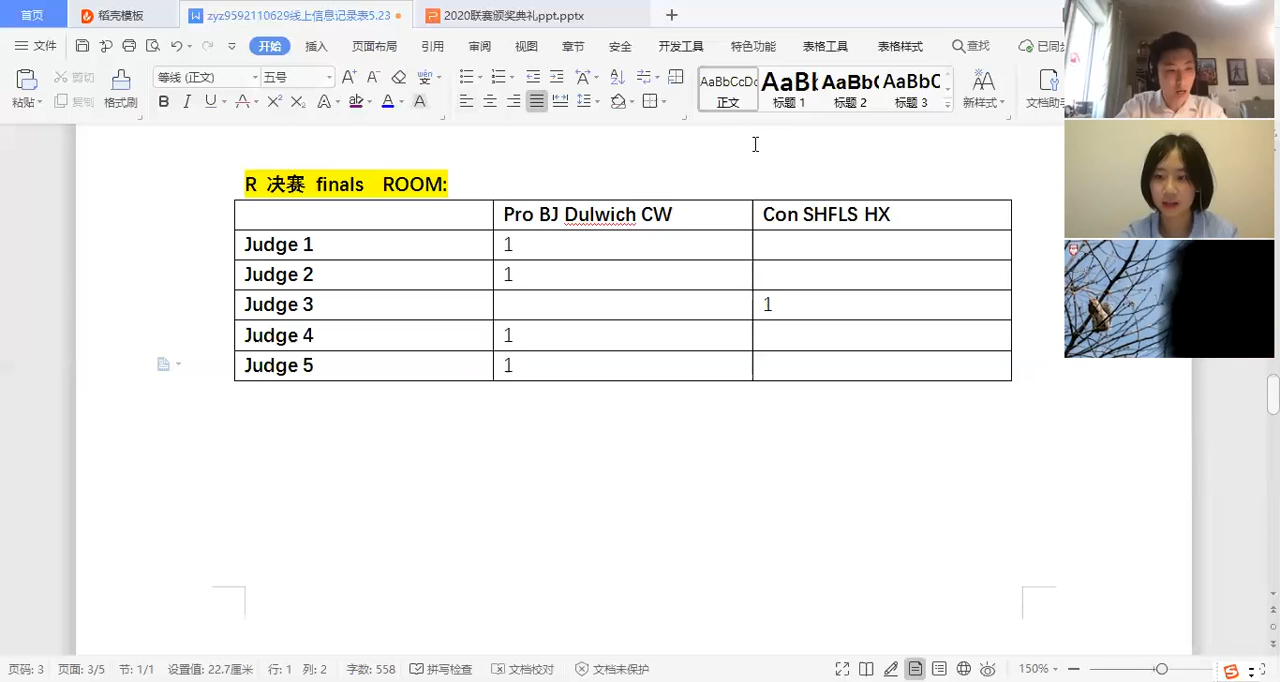 首页 稻壳模板 zyz9592110629线上信息记录表5.23 2020联赛颁奖典礼ppt.pptx
文件 开始 插入 页面布局 引用 审阅 视图 章节 安全 开发工具 特色功能 表格工具 表格样式 查找 已同
粘贴 剪切 复制 格式刷 等线 (正文) 五号 AaBbCcDc 正文 AaBb 标题 1 AaBb( 标题 2 AaBbC 标题 3 新样式 文档助手
R 决赛 finals ROOM:
Pro BJ Dulwich CW Con SHFLS HX
Judge 1 1
Judge 2 1
Judge 3 1
Judge 4 1
Judge 5 1
页码: 3 页面: 3/5 节: 1/1 设置值: 22.7厘米 行: 1 列: 2 字数: 558 拼写检查 文档校对 文档未保护 150%